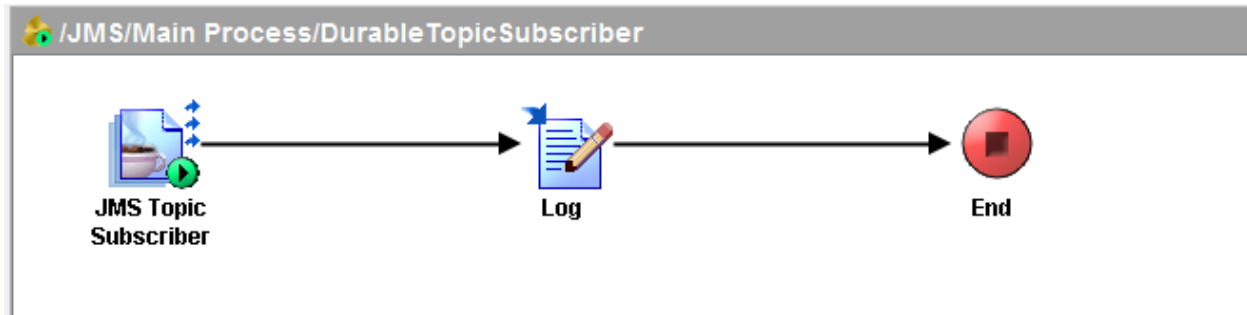 /JMS/Main Process/DurableTopicSubscriber
JMS Topic
Subscriber
Log
End